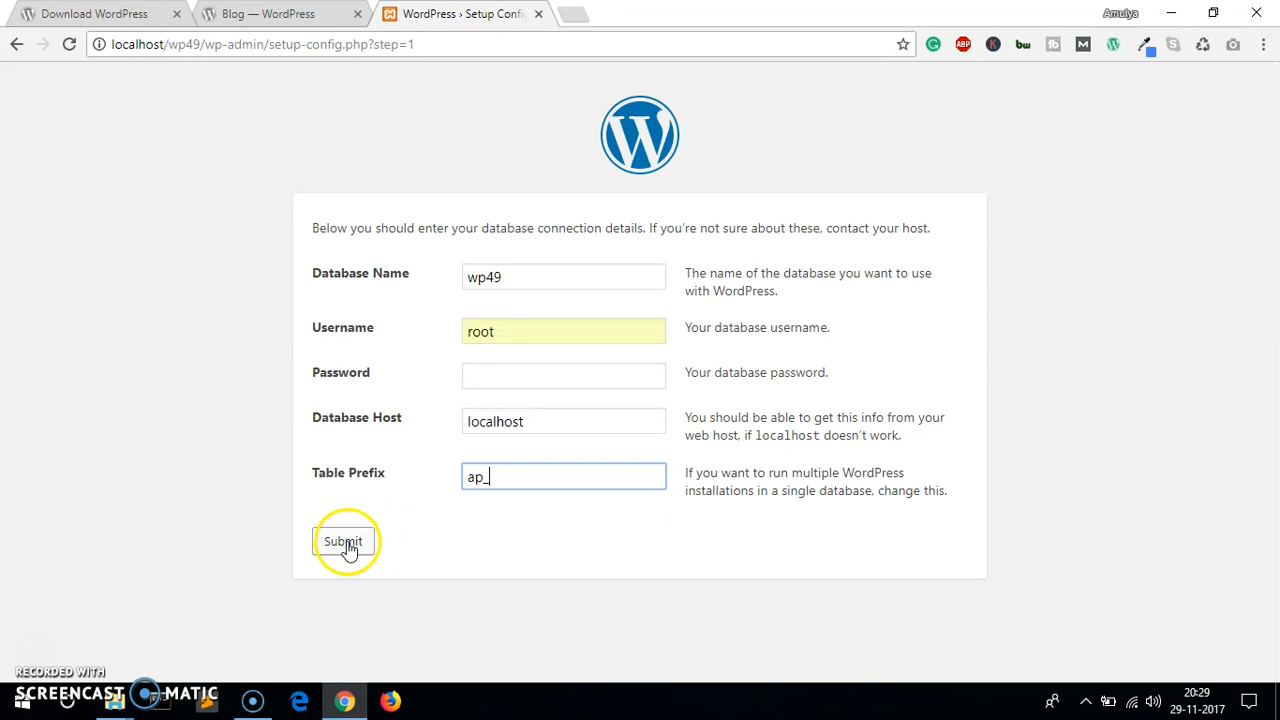 Download WordPress
Blog — WordPress
WordPress › Setup Config
Amulya
localhost/wp49/wp-admin/setup-config.php?step=1
ABP
K
bw
fb
M
W
Below you should enter your database connection details. If you're not sure about these, contact your host.
Database Name
wp49
The name of the database you want to use
with WordPress.
Username
root
Your database username.
Password
Your database password.
Database Host
localhost
You should be able to get this info from your
web host, if localhost doesn't work.
Table Prefix
ap_
If you want to run multiple WordPress
installations in a single database, change this.
Submit
RECORDED WITH
SCREENCAST MATIC
20:29
29-11-2017